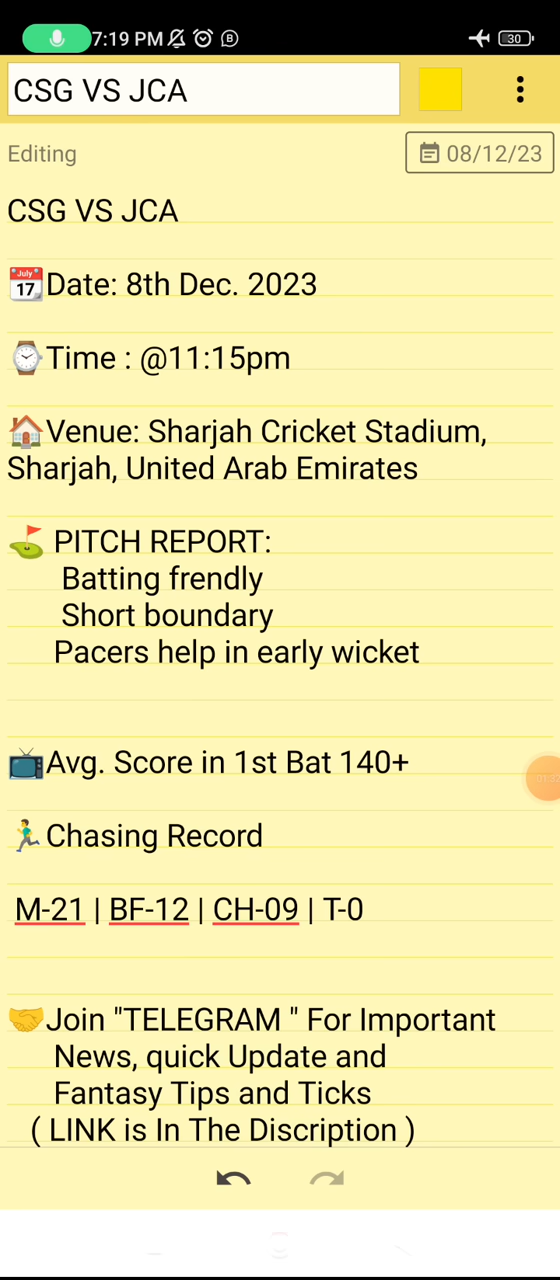 7:19 PM
30
CSG VS JCA
Editing
08/12/23
CSG VS JCA
July
17
Date: 8th Dec. 2023
Time : @11:15pm
Venue: Sharjah Cricket Stadium,
Sharjah, United Arab Emirates
PITCH REPORT:
Batting frendly
Short boundary
Pacers help in early wicket
Avg. Score in 1st Bat 140+
Chasing Record
M-21 | BF-12 | CH-09 | T-0
Join "TELEGRAM " For Important
News, quick Update and
Fantasy Tips and Ticks
( LINK is In The Discription )